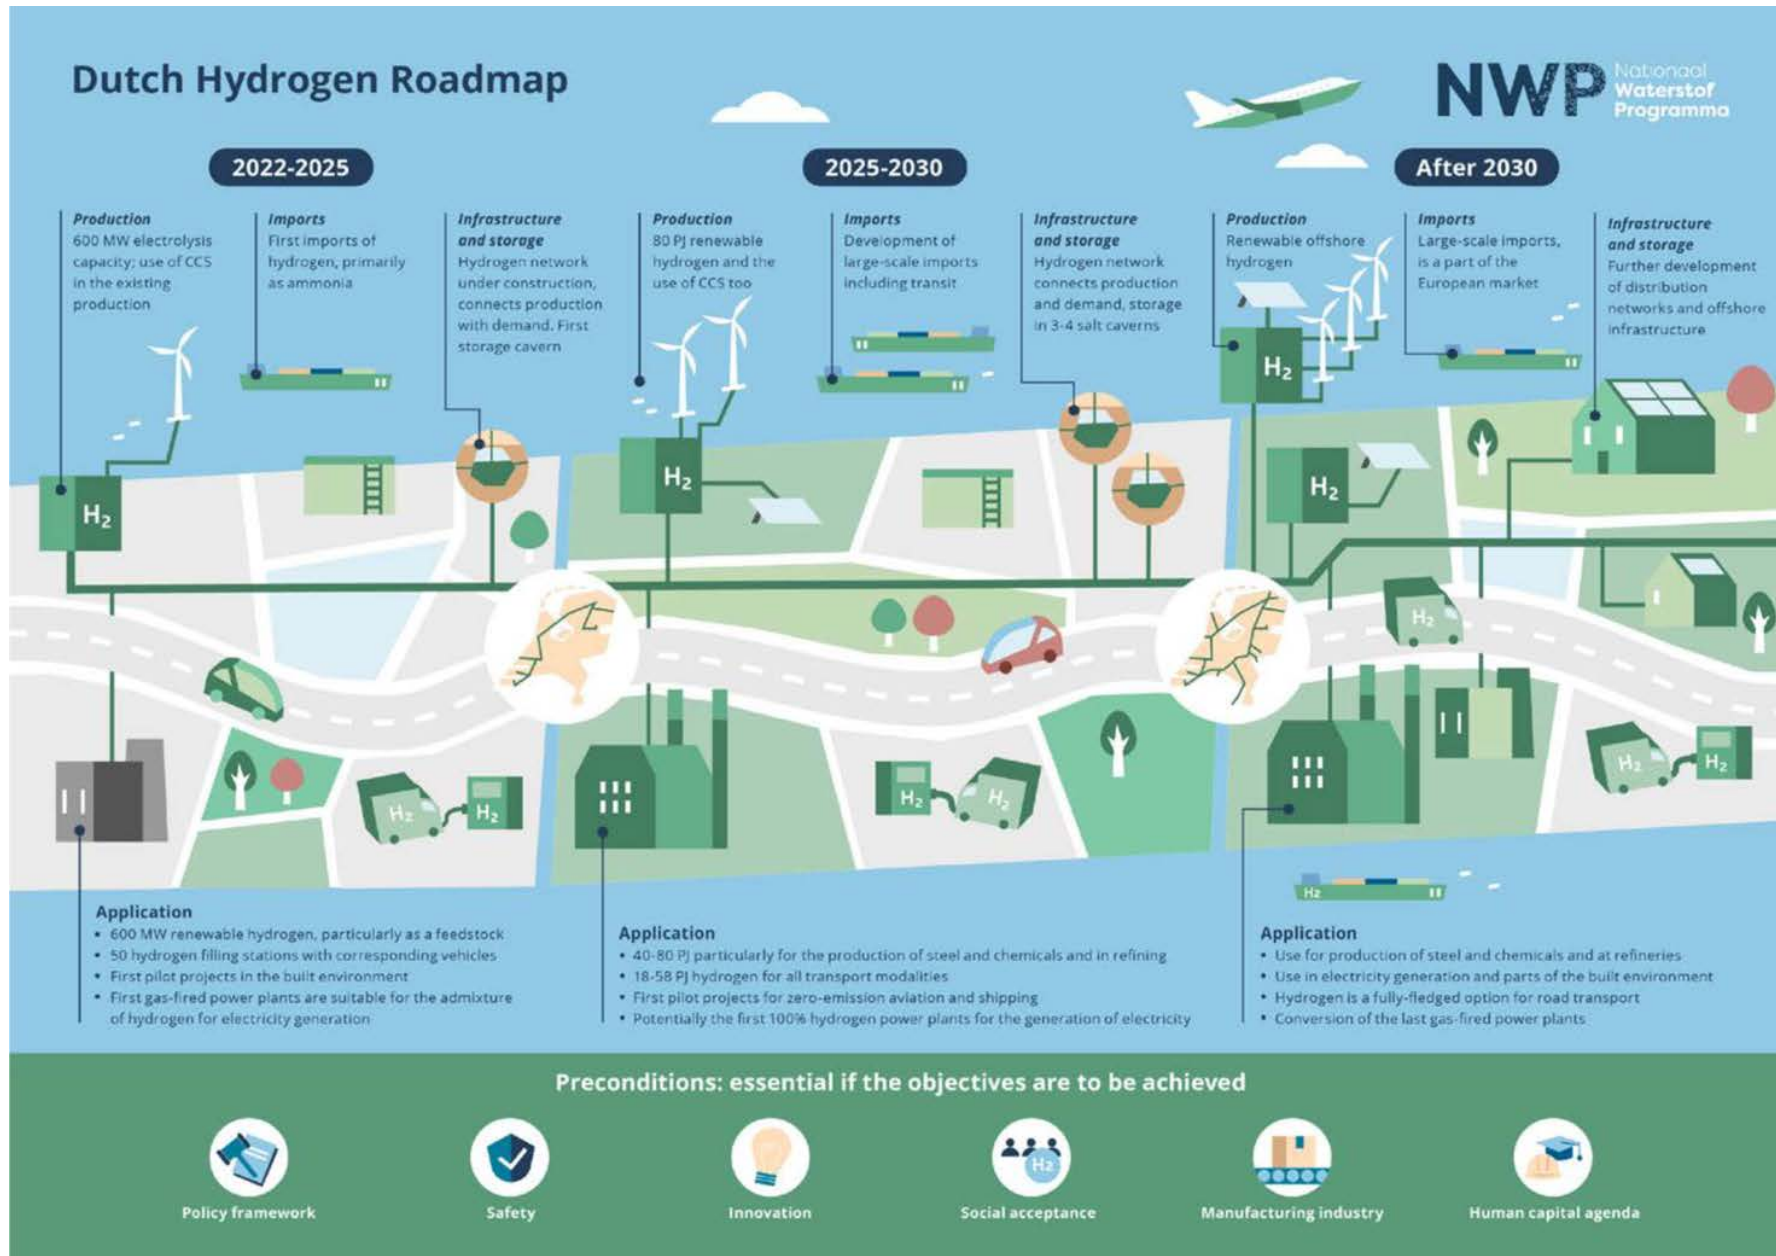 Dutch Hydrogen Roadmap
NWP
Nationaal
Waterstof
Programma
2022-2025
Production
600 MW electrolysis
capacity; use of CCS
in the existing
production
Imports
First imports of
hydrogen, primarily
as ammonia
Infrastructure
and storage
Hydrogen network
under construction,
connects production
with demand. First
storage cavern
2025-2030
Production
80 PJ renewable
hydrogen and the
use of CCS too
Imports
Development of
large-scale imports
including transit
Infrastructure
and storage
Hydrogen network
connects production
and demand, storage
in 3-4 salt caverns
After 2030
Production
Renewable offshore
hydrogen
Imports
Large-scale imports,
is a part of the
European market
Infrastructure
and storage
Further development
of distribution
networks and offshore
infrastructure
H2
H2
H2
H2
H2
H2
H2
H2
H2
H2
H2
H2
Application
• 600 MW renewable hydrogen, particularly as a feedstock
• 50 hydrogen filling stations with corresponding vehicles
• First pilot projects in the built environment
• First gas-fired power plants are suitable for the admixture
of hydrogen for electricity generation
Application
• 40-80 PJ particularly for the production of steel and chemicals and in refining
• 18-58 PJ hydrogen for all transport modalities
• First pilot projects for zero-emission aviation and shipping
• Potentially the first 100% hydrogen power plants for the generation of electricity
Application
• Use for production of steel and chemicals and at refineries
• Use in electricity generation and parts of the built environment
• Hydrogen is a fully-fledged option for road transport
• Conversion of the last gas-fired power plants
Preconditions: essential if the objectives are to be achieved
H2
Policy framework
Safety
Innovation
Social acceptance
Manufacturing industry
Human capital agenda